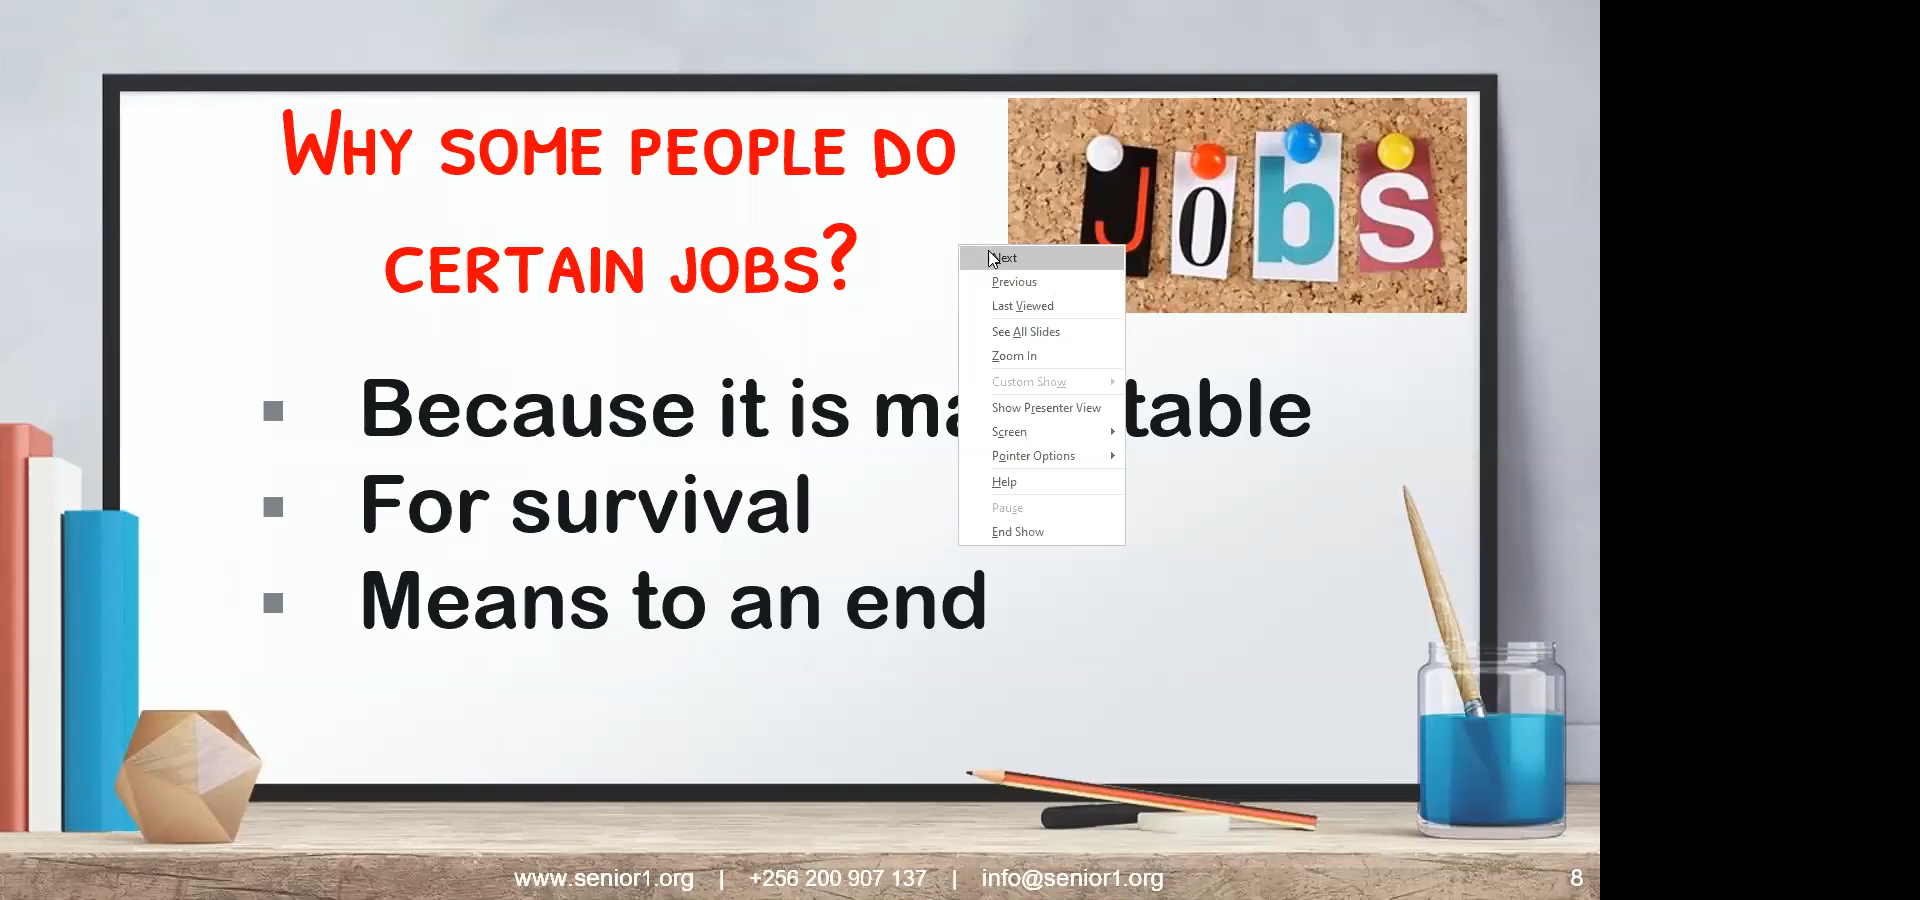 Why some people do
certain jobs?
Jobs
Because it is ma table
For survival
Means to an end
Next
Previous
Last Viewed
See All Slides
Zoom In
Custom Show
Show Presenter View
Screen
Pointer Options
Help
Pause
End Show
www.senior1.org | +256 200 907 137 | info@senior1.org
8